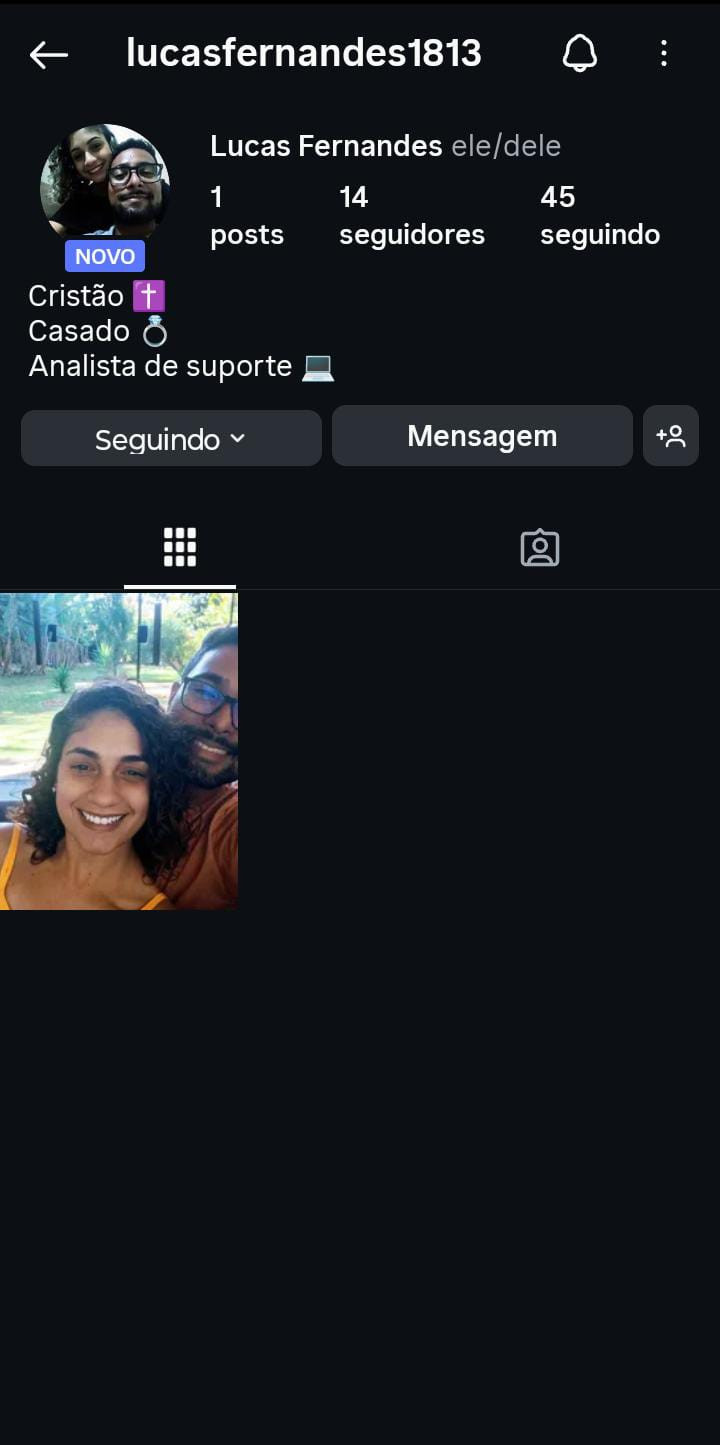 lucasfernandes1813
Lucas Fernandes ele/dele
1 14 45
posts seguidores seguindo
NOVO
Cristão ✝️
Casado 💍
Analista de suporte 💻
Seguindo
Mensagem